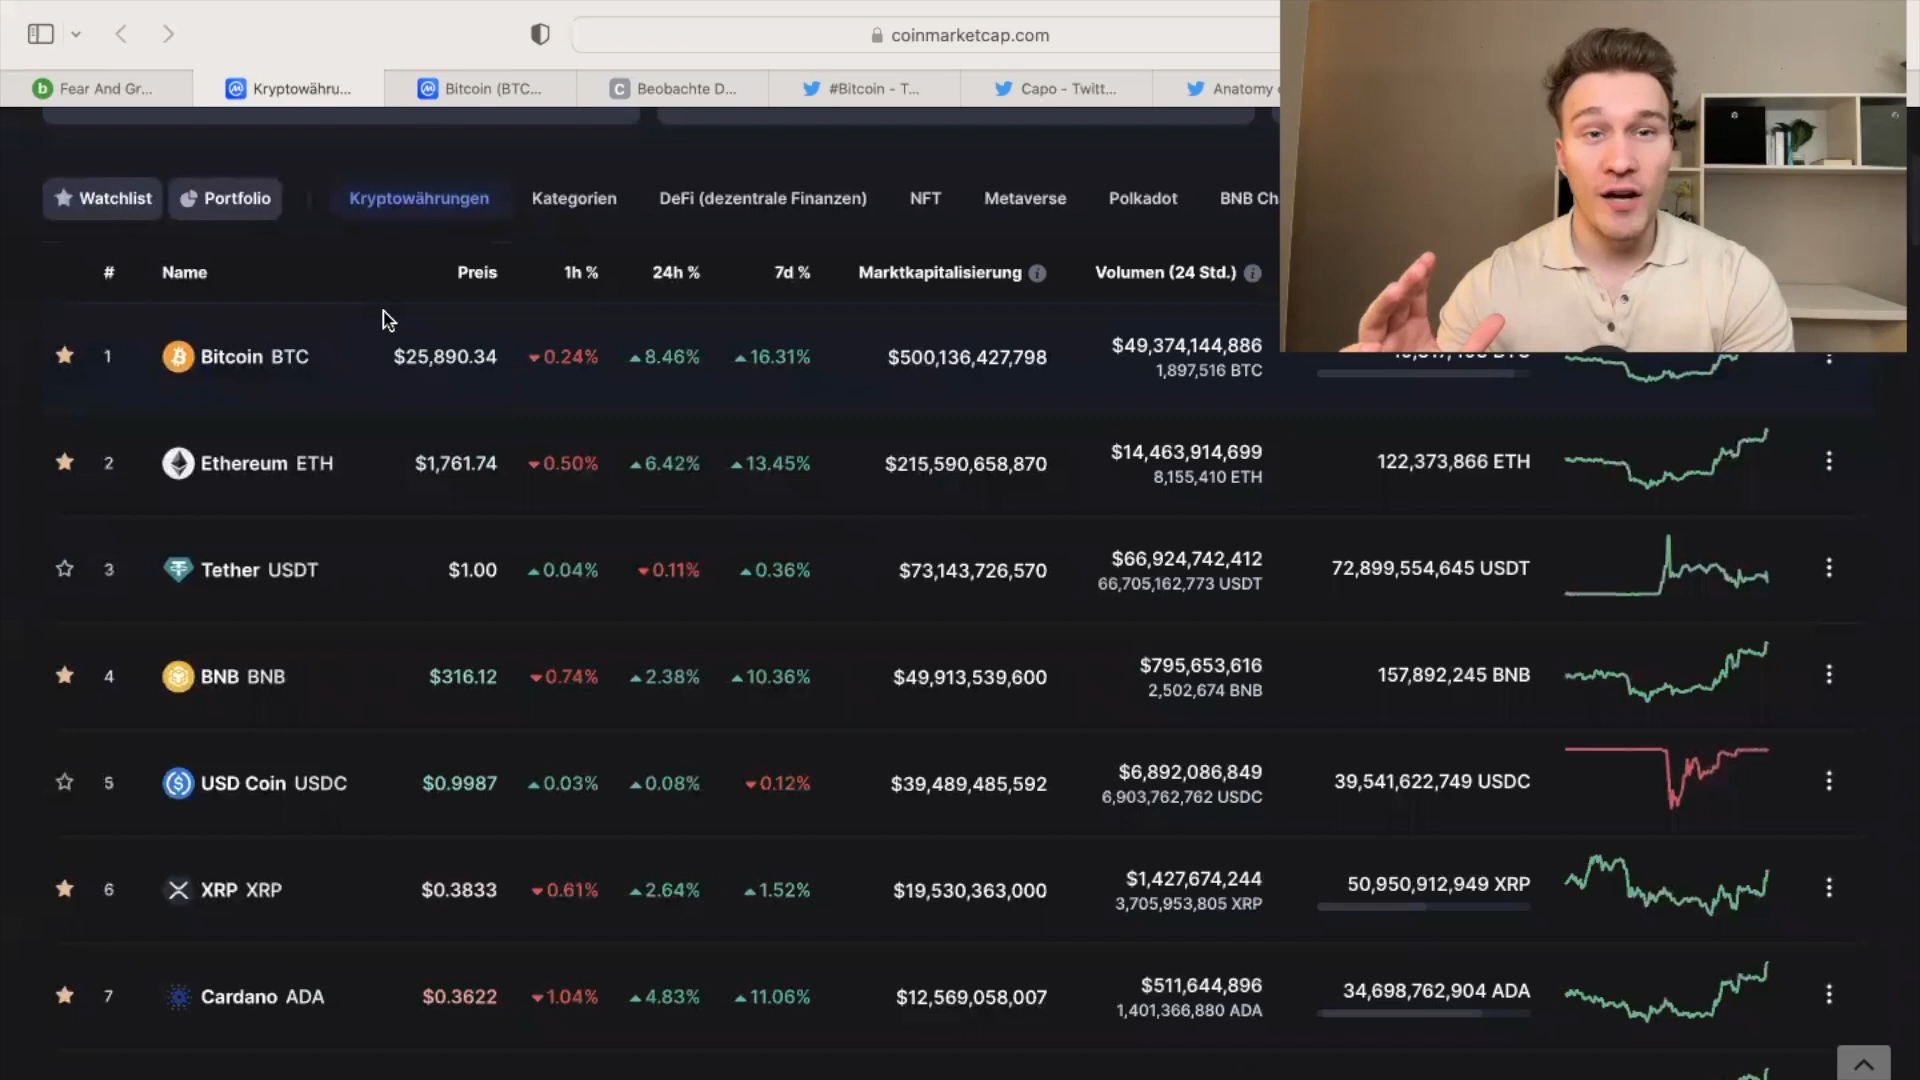 coinmarketcap.com
Fear And Gr...
Kryptowähru...
Bitcoin (BTC...
Beobachte D...
#Bitcoin - T...
Capo - Twitt...
Anatomy
Watchlist
Portfolio
Kryptowährungen
Kategorien
DeFi (dezentrale Finanzen)
NFT
Metaverse
Polkadot
BNB Ch
# Name Preis 1h % 24h % 7d % Marktkapitalisierung Volumen (24 Std.)
1 Bitcoin BTC $25,890.34 0.24% 8.46% 16.31% $500,136,427,798 $49,374,144,886
1,897,516 BTC
2 Ethereum ETH $1,761.74 0.50% 6.42% 13.45% $215,590,658,870 $14,463,914,699 122,373,866 ETH
8,155,410 ETH
3 Tether USDT $1.00 0.04% 0.11% 0.36% $73,143,726,570 $66,924,742,412 72,899,554,645 USDT
66,705,162,773 USDT
4 BNB BNB $316.12 0.74% 2.38% 10.36% $49,913,539,600 $795,653,616 157,892,245 BNB
2,502,674 BNB
5 USD Coin USDC $0.9987 0.03% 0.08% 0.12% $39,489,485,592 $6,892,086,849 39,541,622,749 USDC
6,903,762,762 USDC
6 XRP XRP $0.3833 0.61% 2.64% 1.52% $19,530,363,000 $1,427,674,244 50,950,912,949 XRP
3,705,953,805 XRP
7 Cardano ADA $0.3622 1.04% 4.83% 11.06% $12,569,058,007 $511,644,896 34,698,762,904 ADA
1,401,366,880 ADA